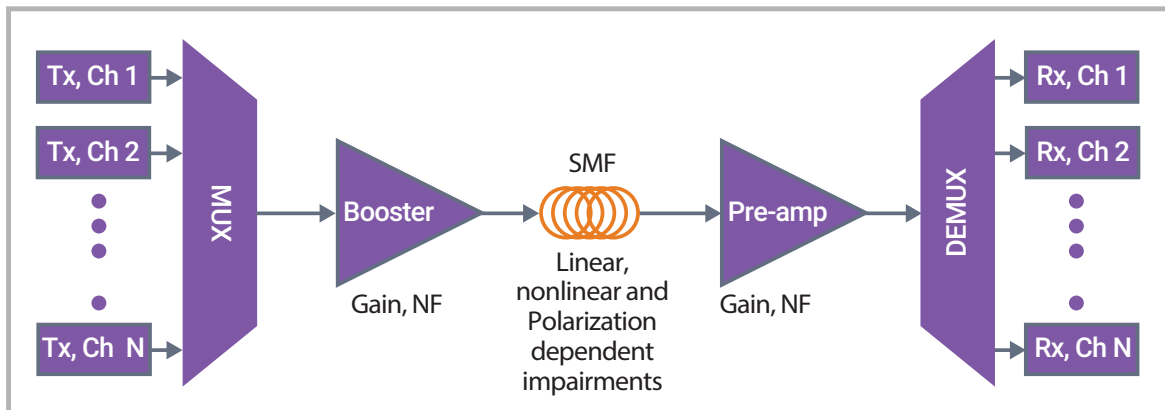 Tx, Ch 1
Tx, Ch 2
Tx, Ch N
MUX
Booster
Gain, NF
SMF
Linear,
nonlinear and
Polarization
dependent
impairments
Pre-amp
Gain, NF
DEMUX
Rx, Ch 1
Rx, Ch 2
Rx, Ch N